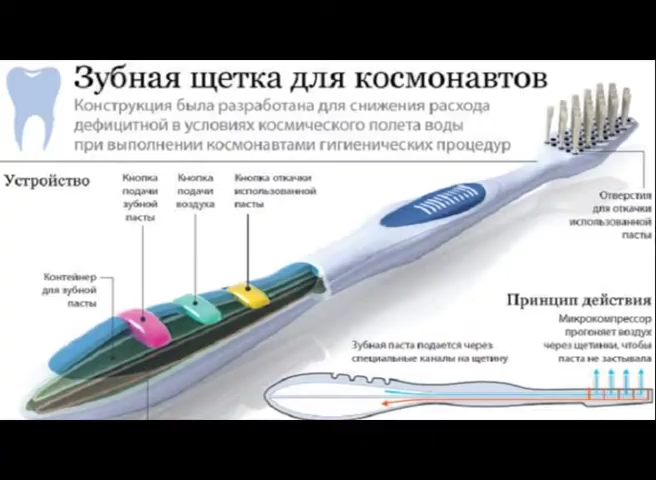 Зубная щетка для космонавтов
Конструкция была разработана для снижения расхода
дефицитной в условиях космического полета воды
при выполнении космонавтами гигиенических процедур
Устройство
Кнопка
подачи
зубной
пасты
Кнопка
подачи
воздуха
Кнопка откачки
использованной
пасты
Отверстия
для откачки
использованной
пасты
Контейнер
для зубной
пасты
Принцип действия
Микрокомпрессор
прогоняет воздух
через щетинки, чтобы
паста не застывала
Зубная паста подается через
специальные каналы на щетину